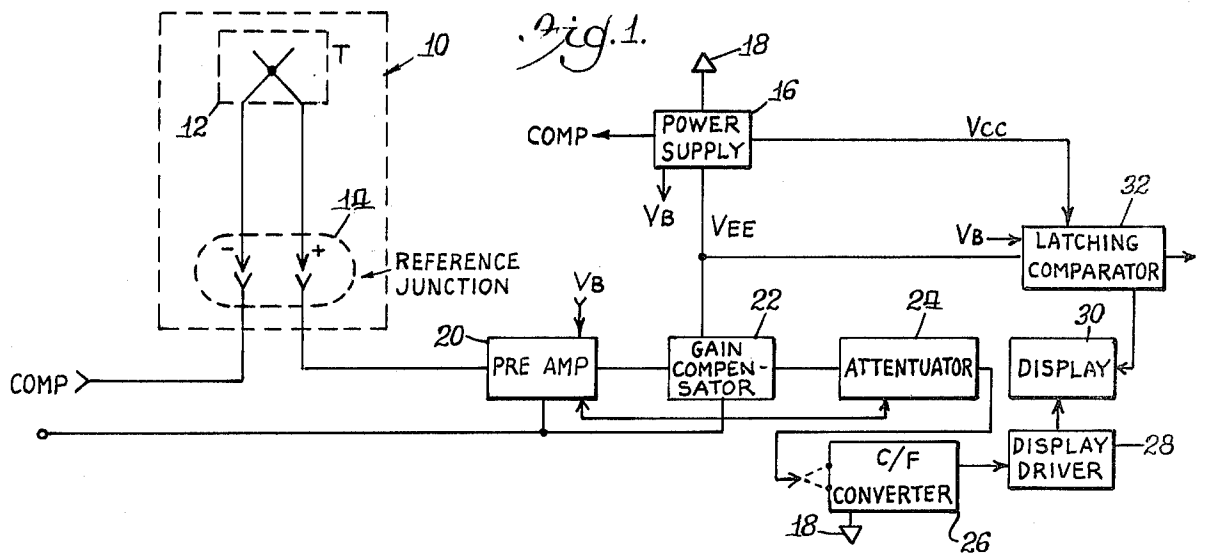 Fig. 1.
10
T
12
18
16
POWER
SUPPLY
COMP
VCC
VB
VEE
14
- +
REFERENCE
JUNCTION
32
VB
LATCHING
COMPARATOR
VB
20
PRE AMP
22
GAIN
COMPEN-
SATOR
24
ATTENTUATOR
30
DISPLAY
COMP
C/F
CONVERTER
DISPLAY
DRIVER
28
18
26